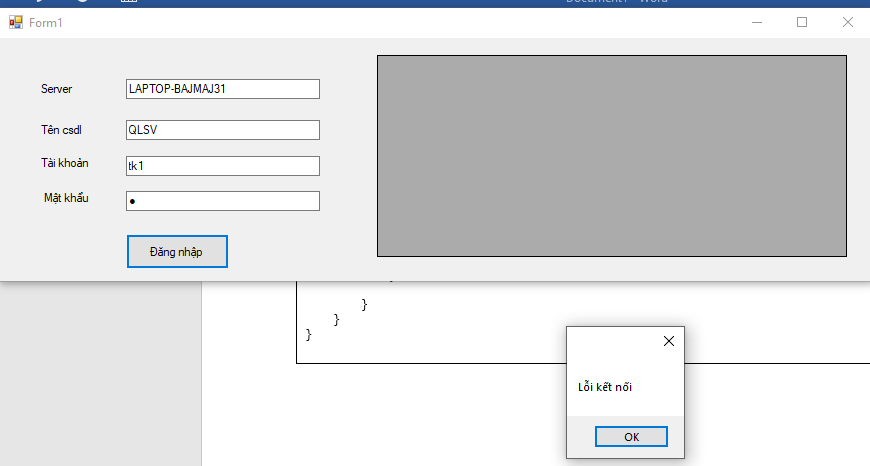 Form1
Server
LAPTOP-BAJMAJ31
Tên csdl
QLSV
Tài khoản
tk1
Mật khẩu
●
Đăng nhập
}
}
}
Lỗi kết nối
OK